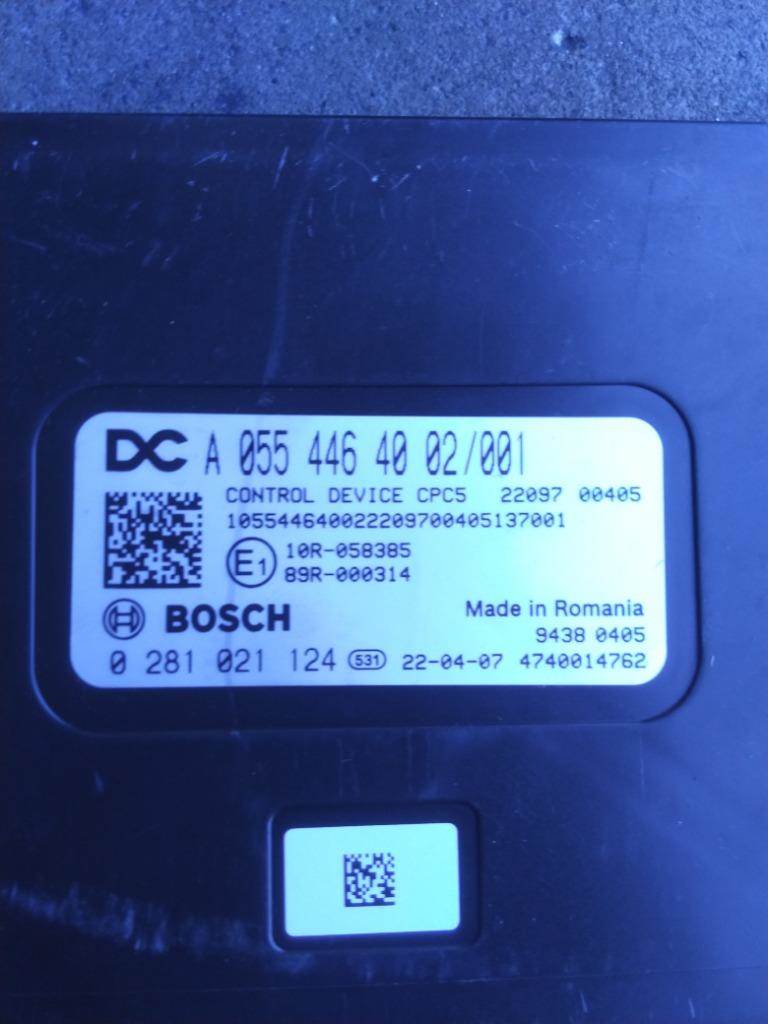 DC A 055 446 40 02/001
CONTROL DEVICE CPC5 22097 00405
105544640022209700405137001
E1 10R-058385
89R-000314
BOSCH Made in Romania
9438 0405
0 281 021 124 531 22-04-07 4740014762